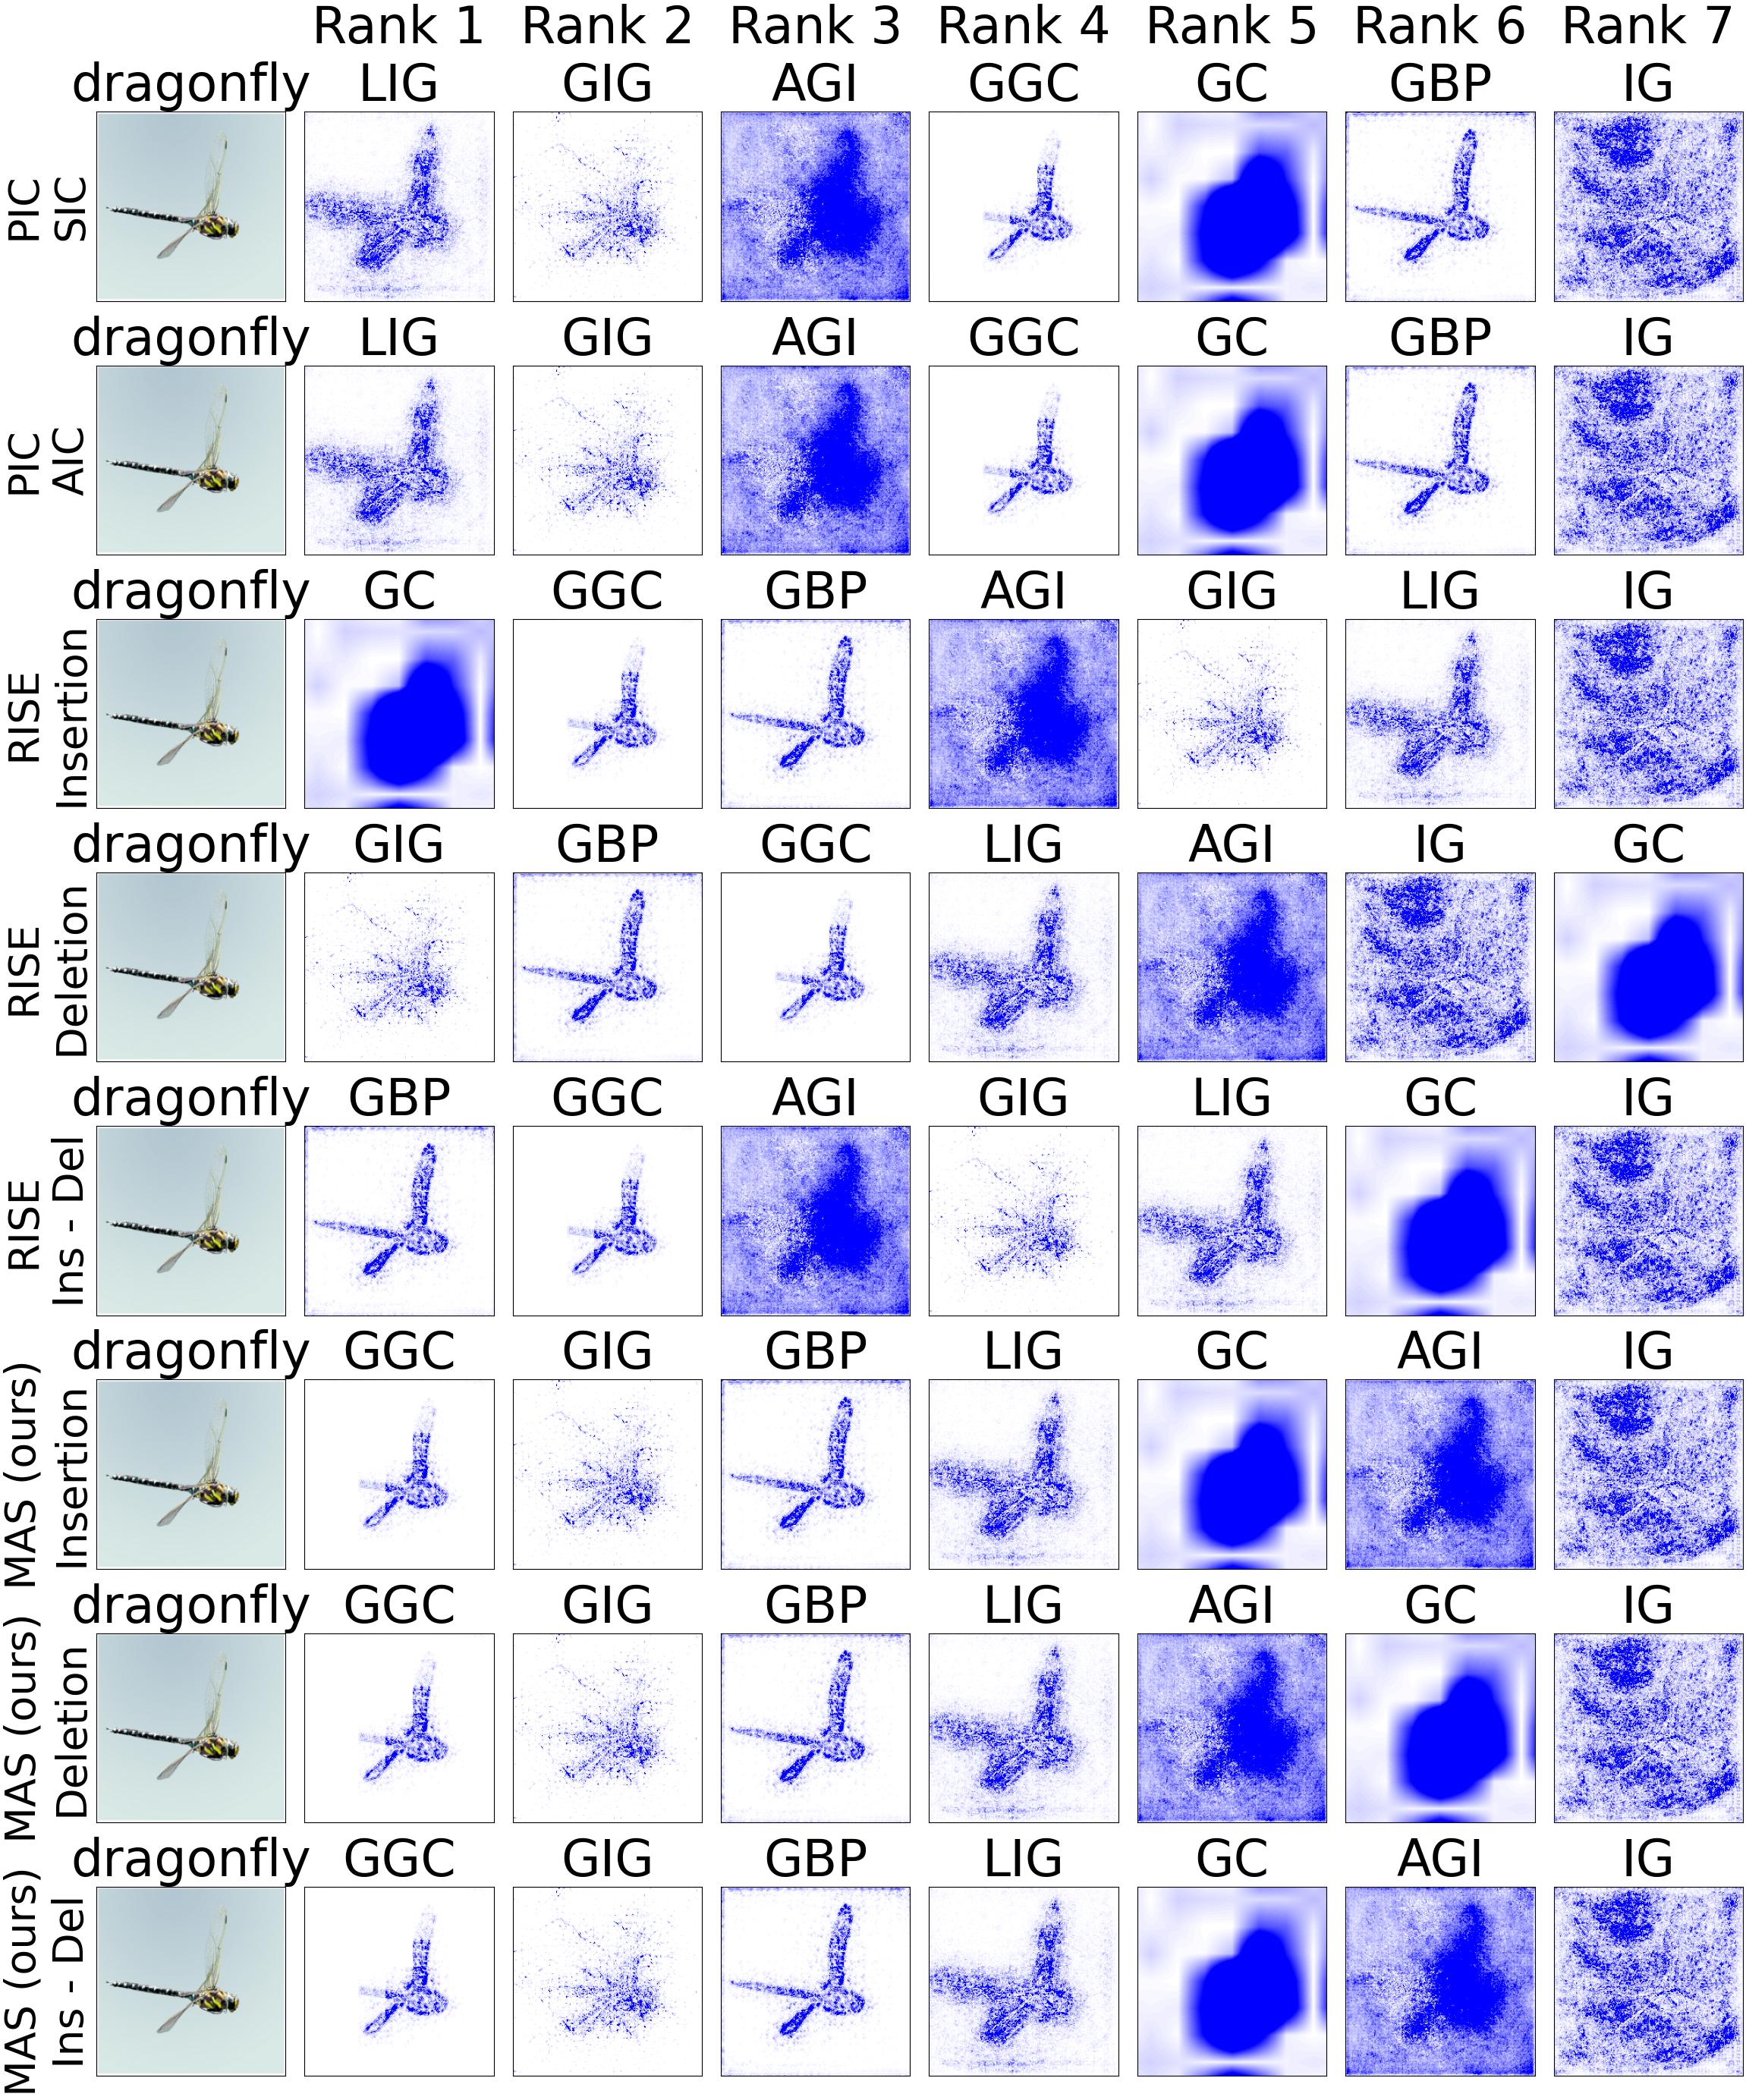 Rank 1 Rank 2 Rank 3 Rank 4 Rank 5 Rank 6 Rank 7
dragonfly LIG GIG AGI GGC GC GBP IG
PIC
SIC
dragonfly LIG GIG AGI GGC GC GBP IG
PIC
AIC
dragonfly GC GGC GBP AGI GIG LIG IG
RISE
Insertion
dragonfly GIG GBP GGC LIG AGI IG GC
RISE
Deletion
dragonfly GBP GGC AGI GIG LIG GC IG
RISE
Ins - Del
dragonfly GGC GIG GBP LIG GC AGI IG
MAS (ours)
Insertion
dragonfly GGC GIG GBP LIG AGI GC IG
MAS (ours)
Deletion
dragonfly GGC GIG GBP LIG GC AGI IG
MAS (ours)
Ins - Del